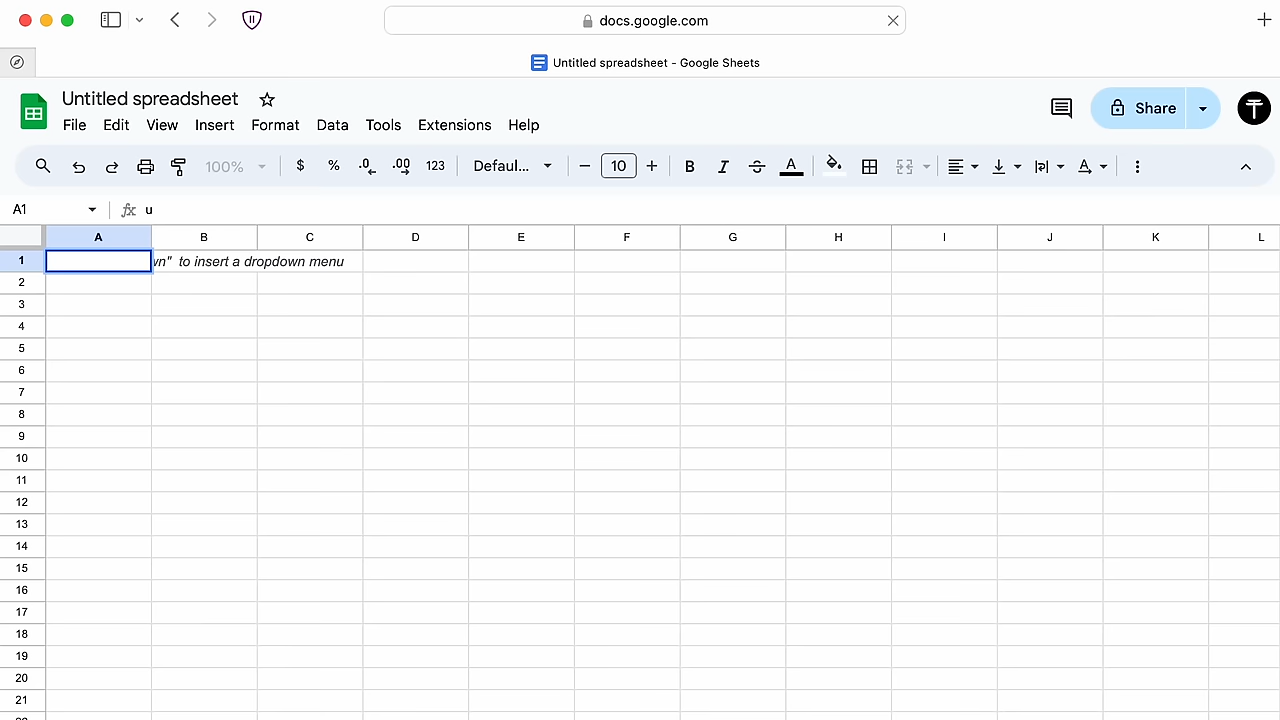 docs.google.com
Untitled spreadsheet - Google Sheets
Untitled spreadsheet
File Edit View Insert Format Data Tools Extensions Help
Share
100% $ % .0 .00 123 Defaul... 10 B I S A
A1 fx u
A B C D E F G H I J K L
1 wn" to insert a dropdown menu
2
3
4
5
6
7
8
9
10
11
12
13
14
15
16
17
18
19
20
21